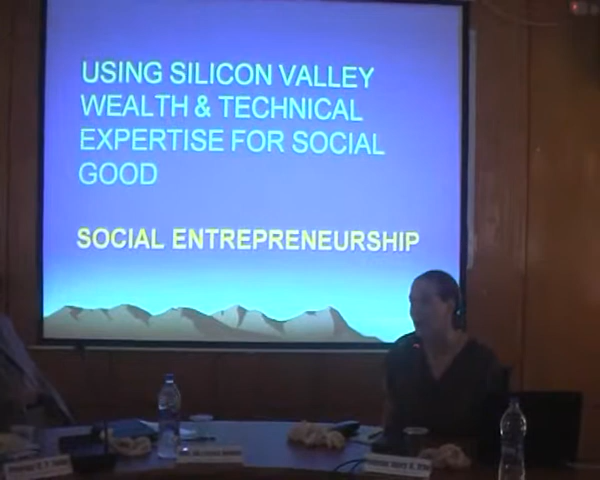 USING SILICON VALLEY
WEALTH & TECHNICAL
EXPERTISE FOR SOCIAL
GOOD
SOCIAL ENTREPRENEURSHIP